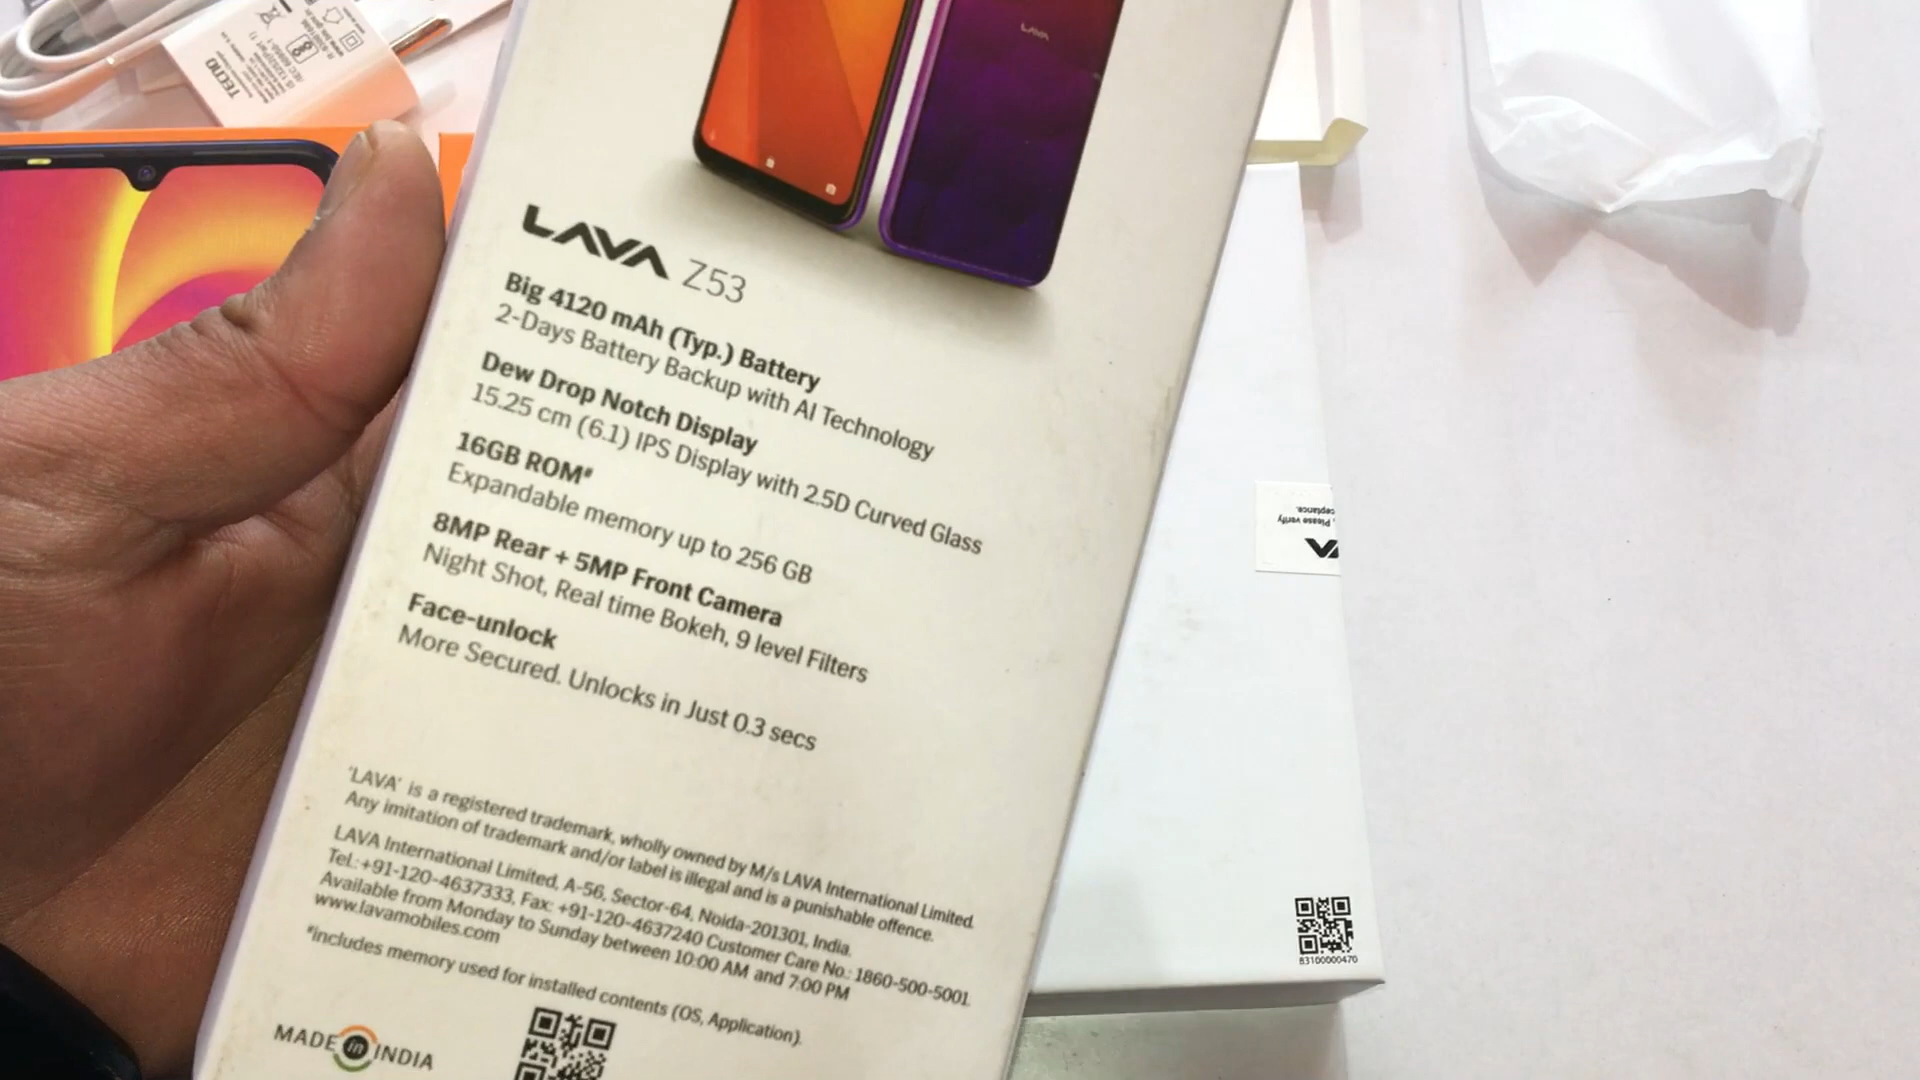 TECNO
LAVA
LAVA Z53
Big 4120 mAh (Typ.) Battery
2-Days Battery Backup with AI Technology
Dew Drop Notch Display
15.25 cm (6.1) IPS Display with 2.5D Curved Glass
16GB ROM#
Expandable memory up to 256 GB
8MP Rear + 5MP Front Camera
Night Shot, Real time Bokeh, 9 level Filters
Face-unlock
More Secured. Unlocks in Just 0.3 secs
'LAVA' is a registered trademark, wholly owned by M/s LAVA International Limited.
Any imitation of trademark and/or label is illegal and is a punishable offence.
LAVA International Limited, A-56, Sector-64, Noida-201301, India.
Tel.: +91-120-4637333, Fax: +91-120-4637240 Customer Care No.: 1860-500-5001
Available from Monday to Sunday between 10:00 AM and 7:00 PM
www.lavamobiles.com
#includes memory used for installed contents (OS, Application).
MADE in INDIA
. Please verify
ceptance.
VA
83100000470